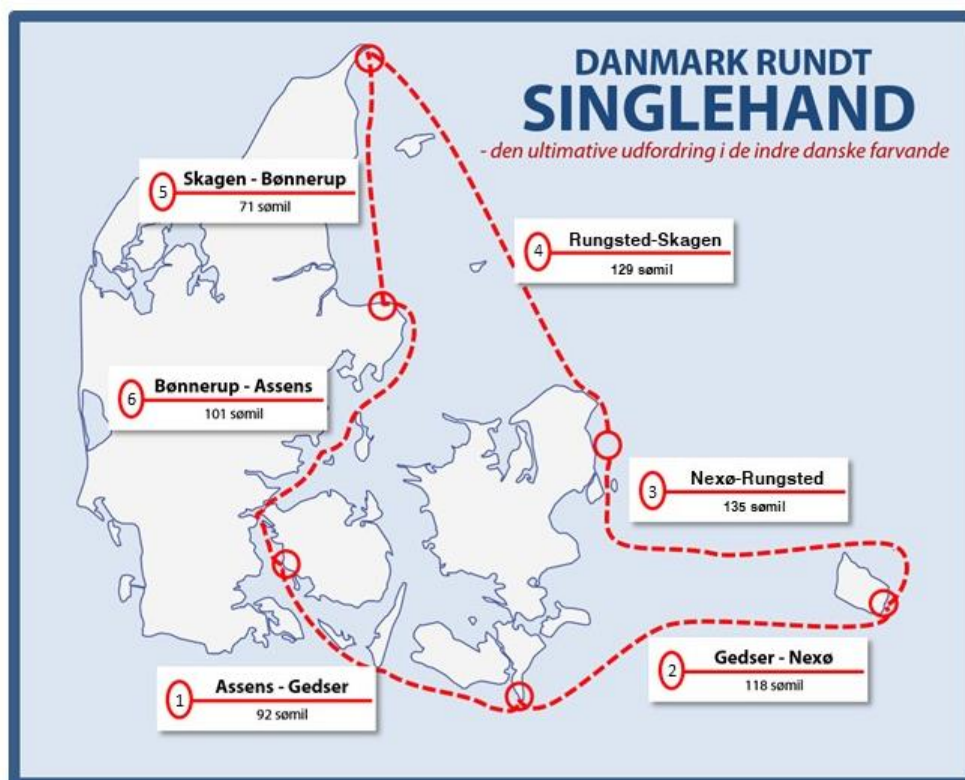 DANMARK RUNDT
SINGLEHAND
- den ultimative udfordring i de indre danske farvande
5
Skagen - Bønnerup
71 sømil
4
Rungsted-Skagen
129 sømil
6
Bønnerup - Assens
101 sømil
3
Nexø-Rungsted
135 sømil
2
Gedser - Nexø
118 sømil
1
Assens - Gedser
92 sømil